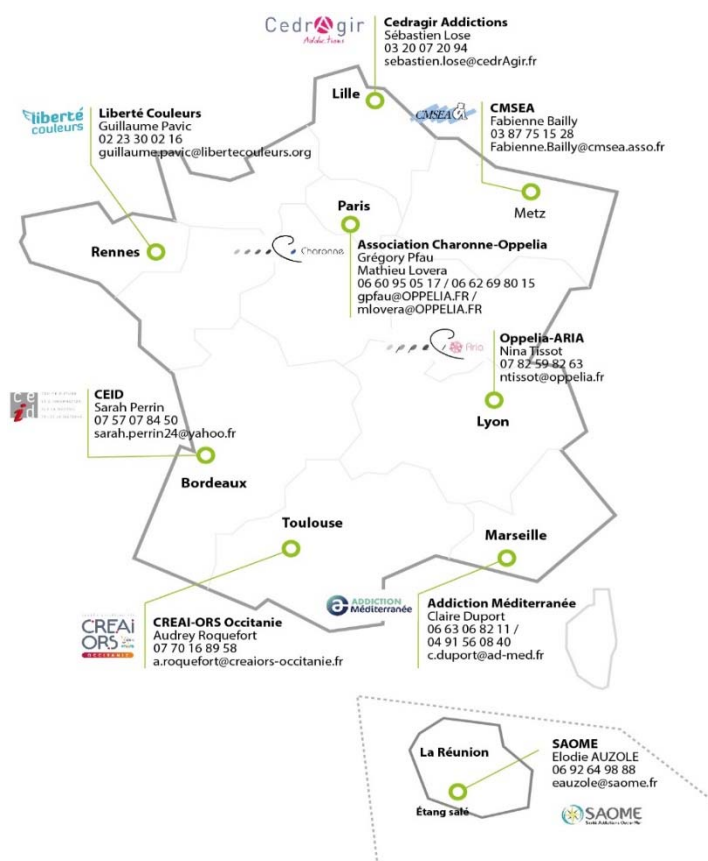 CedrAgir
Addictions
Cedragir Addictions
Sébastien Lose
03 20 07 20 94
sebastien.lose@cedrAgir.fr
Lille
liberté
couleurs
Liberté Couleurs
Guillaume Pavic
02 23 30 02 16
guillaume.pavic@libertecouleurs.org
CMSEA
CMSEA
Fabienne Bailly
03 87 75 15 28
Fabienne.Bailly@cmsea.asso.fr
Metz
Paris
Rennes
Charonne
Association Charonne-Oppelia
Grégory Pfau
Mathieu Lovera
06 60 95 05 17 / 06 62 69 80 15
gpfau@OPPELIA.FR /
mlovera@OPPELIA.FR
Aria
Oppelia-ARIA
Nina Tissot
07 82 59 82 63
ntissot@oppelia.fr
Lyon
ceid
CEID
Sarah Perrin
07 57 07 84 50
sarah.perrin24@yahoo.fr
Bordeaux
Toulouse
Marseille
CREAi
ORS
OCCITANIE
CREAI-ORS Occitanie
Audrey Roquefort
07 70 16 89 58
a.roquefort@creaiors-occitanie.fr
ADDICTION
Méditerranée
Addiction Méditerranée
Claire Duport
06 63 06 82 11 /
04 91 56 08 40
c.duport@ad-med.fr
La Réunion
Étang salé
SAOME
Elodie AUZOLE
06 92 64 98 88
eauzole@saome.fr
SAOME
Santé Addictions Outre-Mer